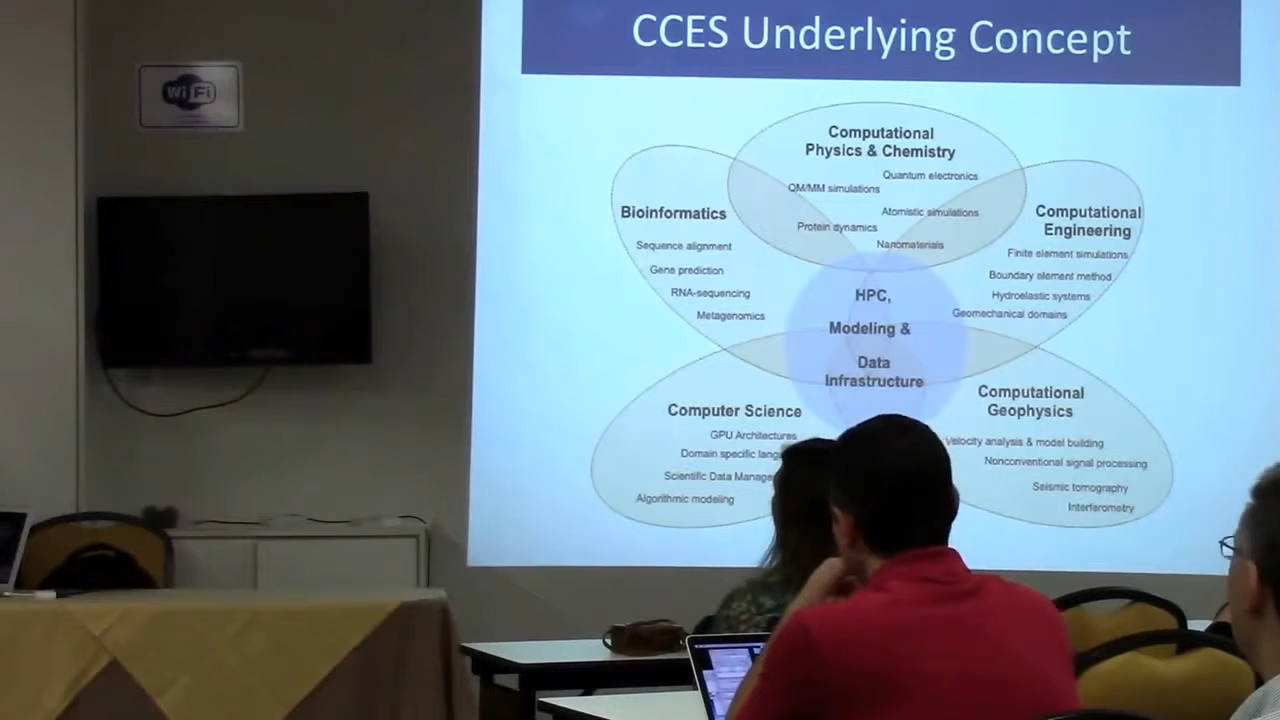 CCES Underlying Concept
WiFi
Computational
Physics & Chemistry
Quantum electronics
QM/MM simulations
Atomistic simulations
Protein dynamics
Nanomaterials
Bioinformatics
Sequence alignment
Gene prediction
RNA-sequencing
Metagenomics
Computational
Engineering
Finite element simulations
Boundary element method
Hydroelastic systems
Geomechanical domains
HPC,
Modeling &
Data
Infrastructure
Computer Science
GPU Architectures
Domain specific lang
Scientific Data Manage
Algorithmic modeling
Computational
Geophysics
Velocity analysis & model building
Nonconventional signal processing
Seismic tomography
Interferometry